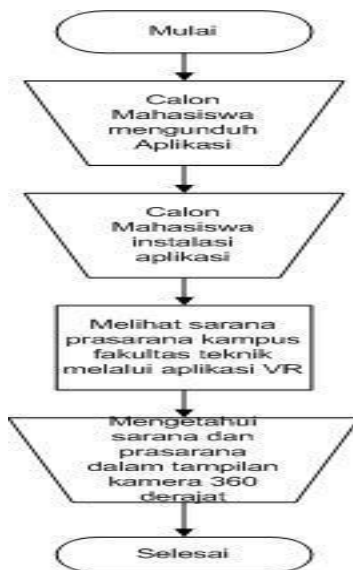 Mulai
Calon
Mahasiswa
mengunduh
Aplikasi
Calon
Mahasiswa
instalasi
aplikasi
Melihat sarana
prasarana kampus
fakultas teknik
melalui aplikasi VR
Mengetahui
sarana dan
prasarana
dalam tampilan
kamera 360
derajat
Selesai